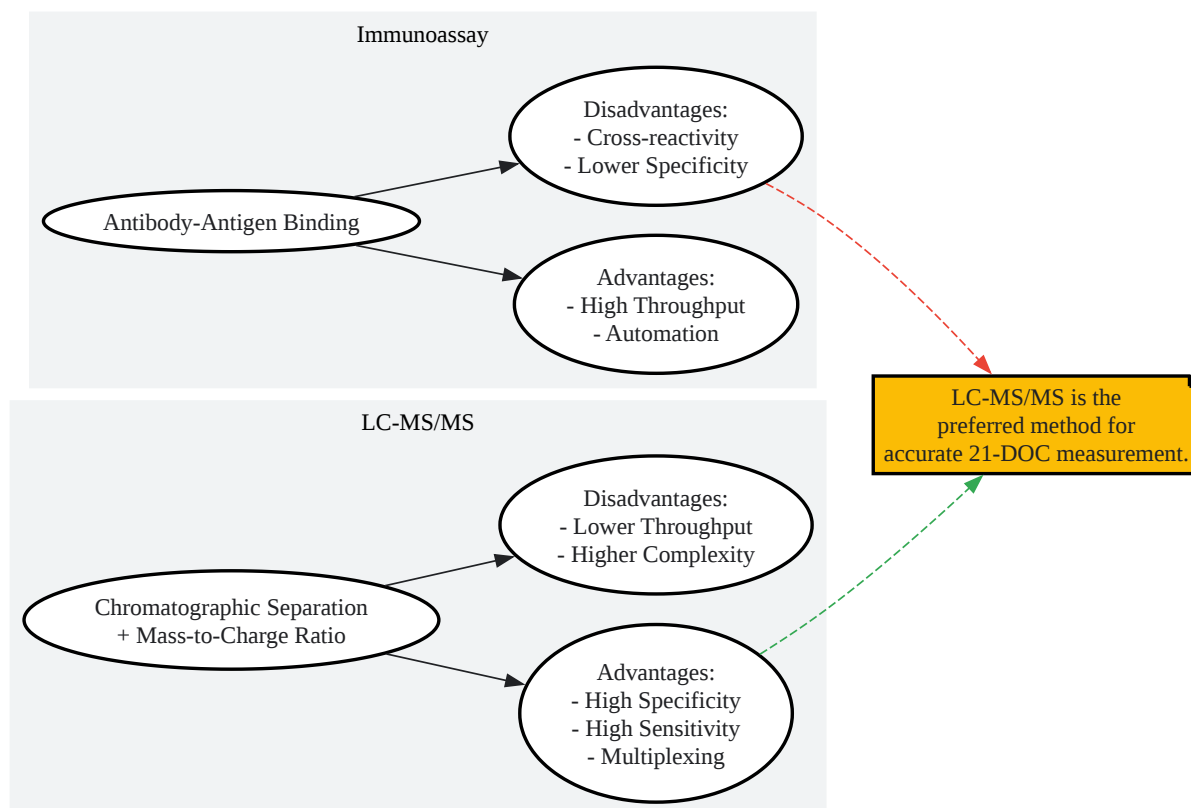 Immunoassay
Disadvantages:
- Cross-reactivity
- Lower Specificity
Antibody-Antigen Binding
Advantages:
- High Throughput
- Automation
LC-MS/MS is the
preferred method for
accurate 21-DOC measurement.
LC-MS/MS
Disadvantages:
- Lower Throughput
- Higher Complexity
Chromatographic Separation
+ Mass-to-Charge Ratio
Advantages:
- High Specificity
- High Sensitivity
- Multiplexing